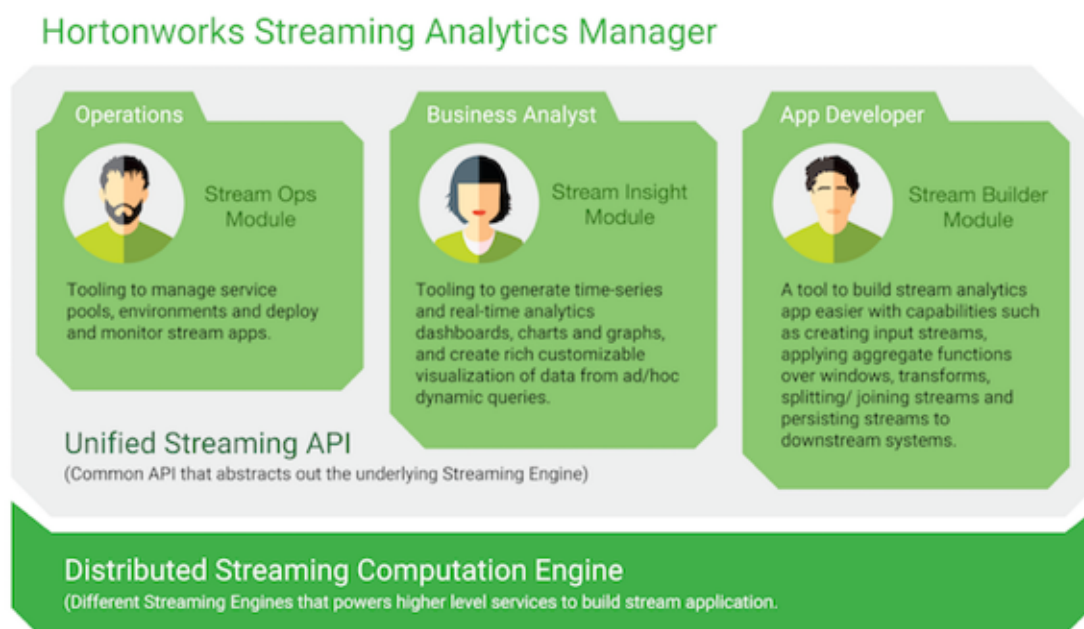 Hortonworks Streaming Analytics Manager
Operations
Stream Ops
Module
Tooling to manage service
pools, environments and deploy
and monitor stream apps.
Business Analyst
Stream Insight
Module
Tooling to generate time-series
and real-time analytics
dashboards, charts and graphs,
and create rich customizable
visualization of data from ad/hoc
dynamic queries.
App Developer
Stream Builder
Module
A tool to build stream analytics
app easier with capabilities such
as creating input streams,
applying aggregate functions
over windows, transforms,
splitting/ joining streams and
persisting streams to
downstream systems.
Unified Streaming API
(Common API that abstracts out the underlying Streaming Engine)
Distributed Streaming Computation Engine
(Different Streaming Engines that powers higher level services to build stream application.